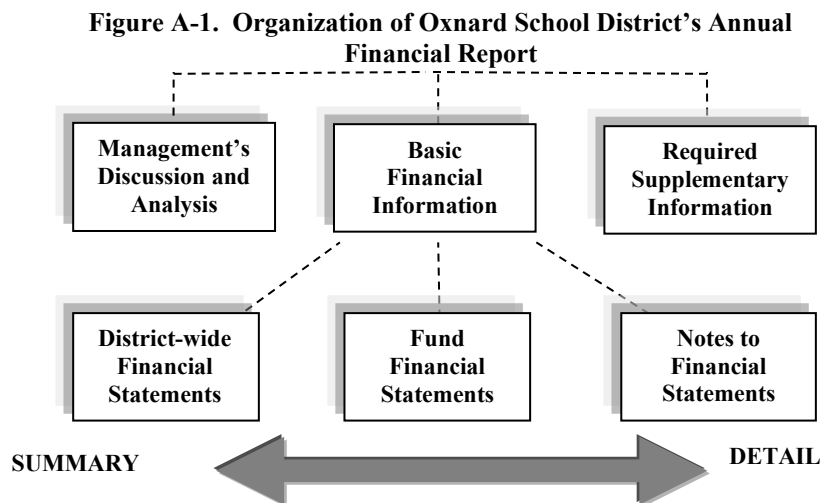 Figure A-1.  Organization of Oxnard School District’s Annual
Financial Report
Management’s
Discussion and
Analysis
Basic
Financial
Information
Required
Supplementary
Information
District-wide
Financial
Statements
Fund
Financial
Statements
Notes to
Financial
Statements
SUMMARY
DETAIL